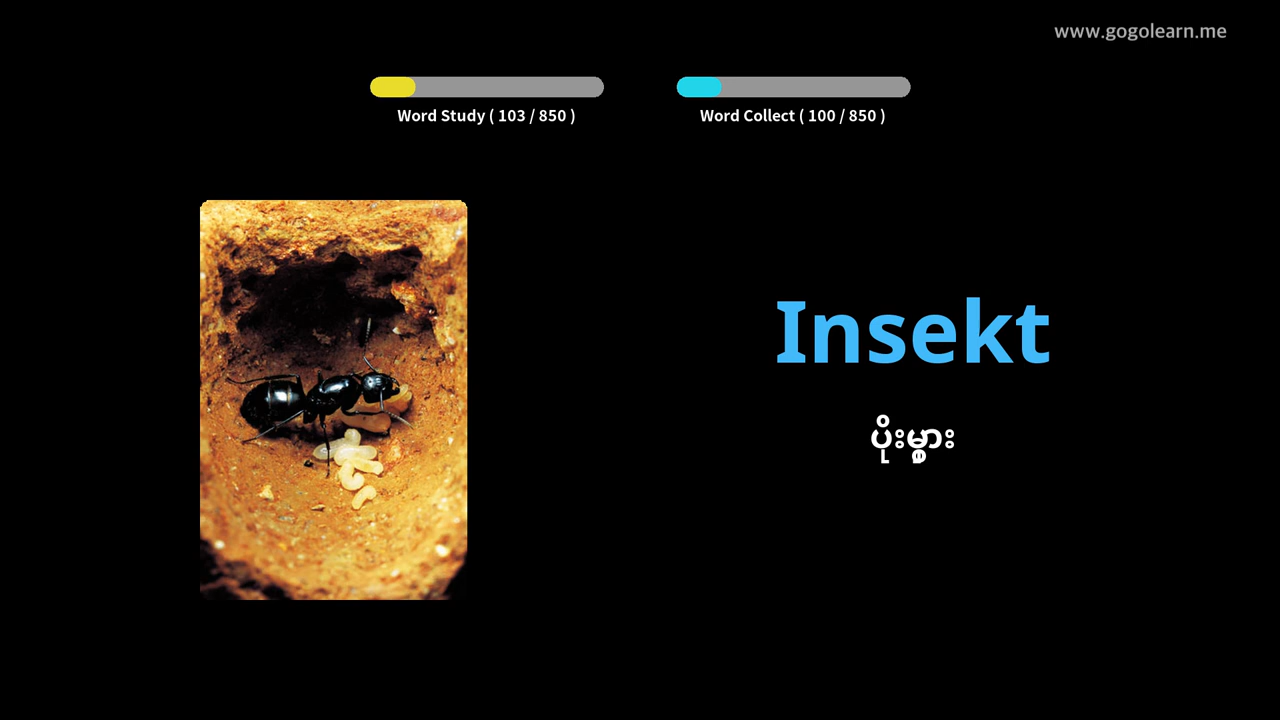 www.gogolearn.me
Word Study ( 103 / 850 )
Word Collect ( 100 / 850 )
Insekt
ပိုးမွှား